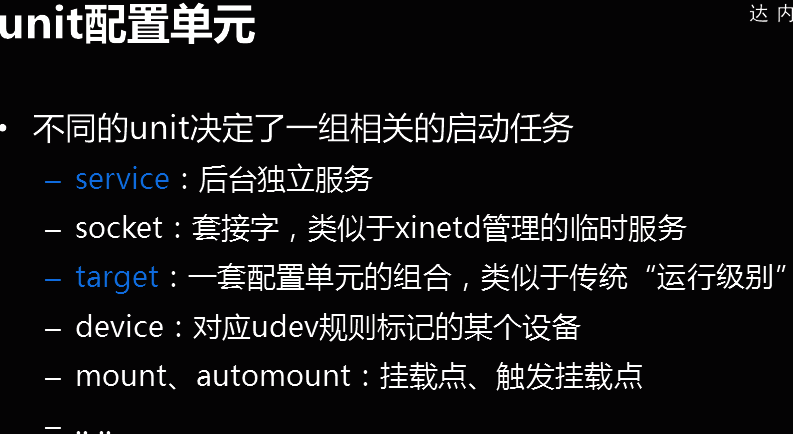 达 内
unit配置单元
• 不同的unit决定了一组相关的启动任务
– service：后台独立服务
– socket：套接字，类似于xinetd管理的临时服务
– target：一套配置单元的组合，类似于传统“运行级别”
– device：对应udev规则标记的某个设备
– mount、automount：挂载点、触发挂载点
– .. ..